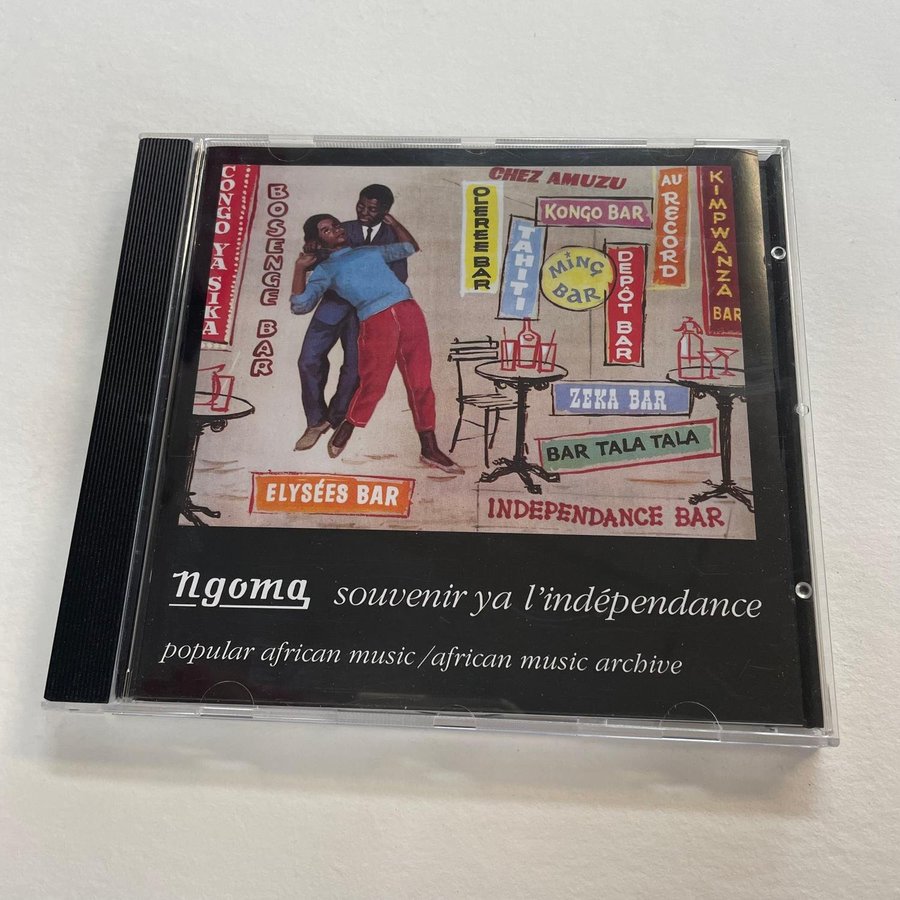 CONGO YA SIKA
BOSENGE BAR
CHEZ AMUZU
OLEREE BAR
TAHITI
KONGO BAR
MINÇ BAR
DEPÔT BAR
AU RECORD
KIMPWANZA BAR
ZEKA BAR
BAR TALA TALA
ELYSÉES BAR
INDEPENDANCE BAR
ngoma souvenir ya l'indépendance
popular african music / african music archive